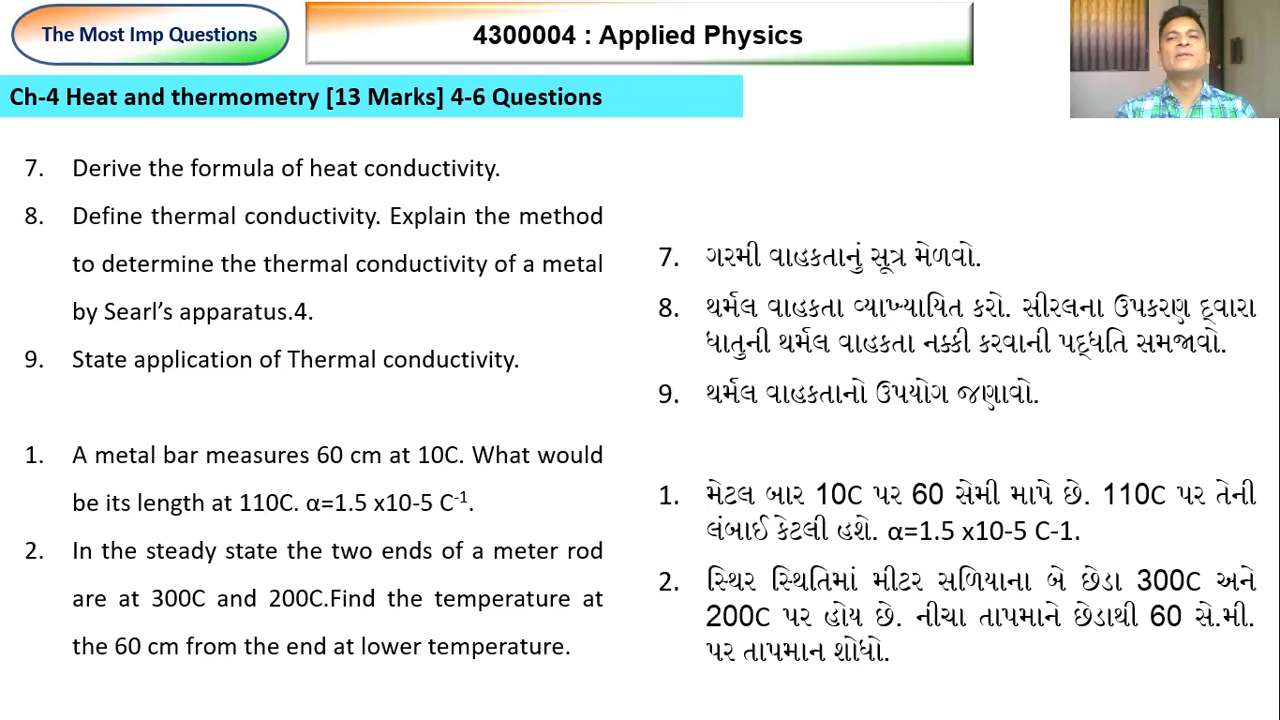 The Most Imp Questions
4300004 : Applied Physics
Ch-4 Heat and thermometry [13 Marks] 4-6 Questions
7. Derive the formula of heat conductivity.
8. Define thermal conductivity. Explain the method
to determine the thermal conductivity of a metal
by Searl’s apparatus.4.
9. State application of Thermal conductivity.
1. A metal bar measures 60 cm at 10C. What would
be its length at 110C. α=1.5 x10-5 C⁻¹.
2. In the steady state the two ends of a meter rod
are at 300C and 200C.Find the temperature at
the 60 cm from the end at lower temperature.
7. ગરમી વાહકતાનું સૂત્ર મેળવો.
8. થર્મલ વાહકતા વ્યાખ્યાયિત કરો. સીરલના ઉપકરણ દ્વારા
ધાતુની થર્મલ વાહકતા નક્કી કરવાની પદ્ધતિ સમજાવો.
9. થર્મલ વાહકતાનો ઉપયોગ જણાવો.
1. મેટલ બાર 10C પર 60 સેમી માપે છે. 110C પર તેની
લંબાઈ કેટલી હશે. α=1.5 x10-5 C-1.
2. સ્થિર સ્થિતિમાં મીટર સળિયાના બે છેડા 300C અને
200C પર હોય છે. નીચા તાપમાને છેડાથી 60 સે.મી.
પર તાપમાન શોધો.